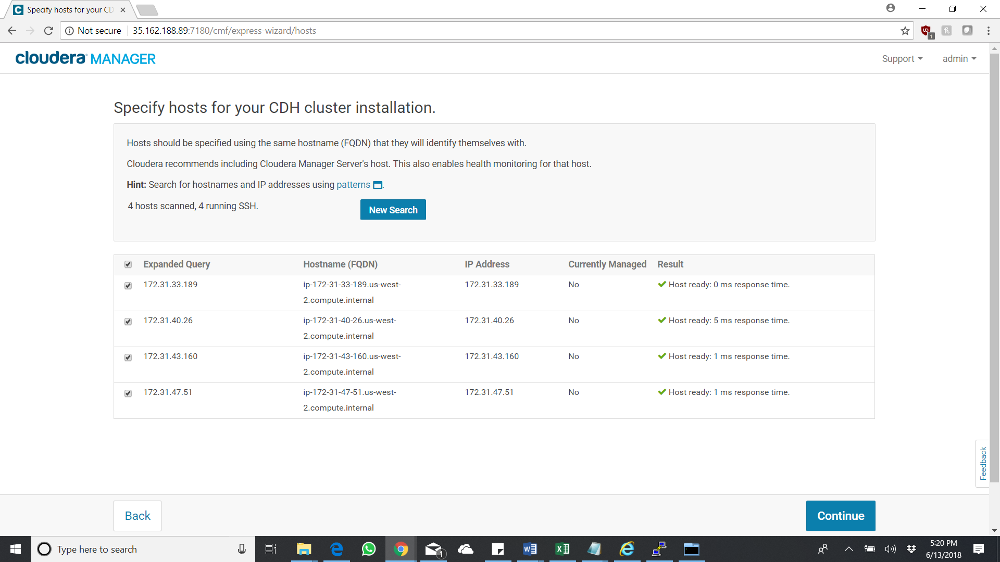 Specify hosts for your CD
Not secure
35.162.188.89:7180/cmf/express-wizard/hosts
1
cloudera MANAGER
Support
admin
Specify hosts for your CDH cluster installation.
Hosts should be specified using the same hostname (FQDN) that they will identify themselves with.
Cloudera recommends including Cloudera Manager Server's host. This also enables health monitoring for that host.
Hint: Search for hostnames and IP addresses using patterns .
4 hosts scanned, 4 running SSH.
New Search
Expanded Query Hostname (FQDN) IP Address Currently Managed Result
172.31.33.189 ip-172-31-33-189.us-west- 172.31.33.189 No Host ready: 0 ms response time.
2.compute.internal
172.31.40.26 ip-172-31-40-26.us-west- 172.31.40.26 No Host ready: 5 ms response time.
2.compute.internal
172.31.43.160 ip-172-31-43-160.us-west- 172.31.43.160 No Host ready: 1 ms response time.
2.compute.internal
172.31.47.51 ip-172-31-47-51.us-west- 172.31.47.51 No Host ready: 1 ms response time.
2.compute.internal
Feedback
Back
Continue
Type here to search
1
5:20 PM
6/13/2018